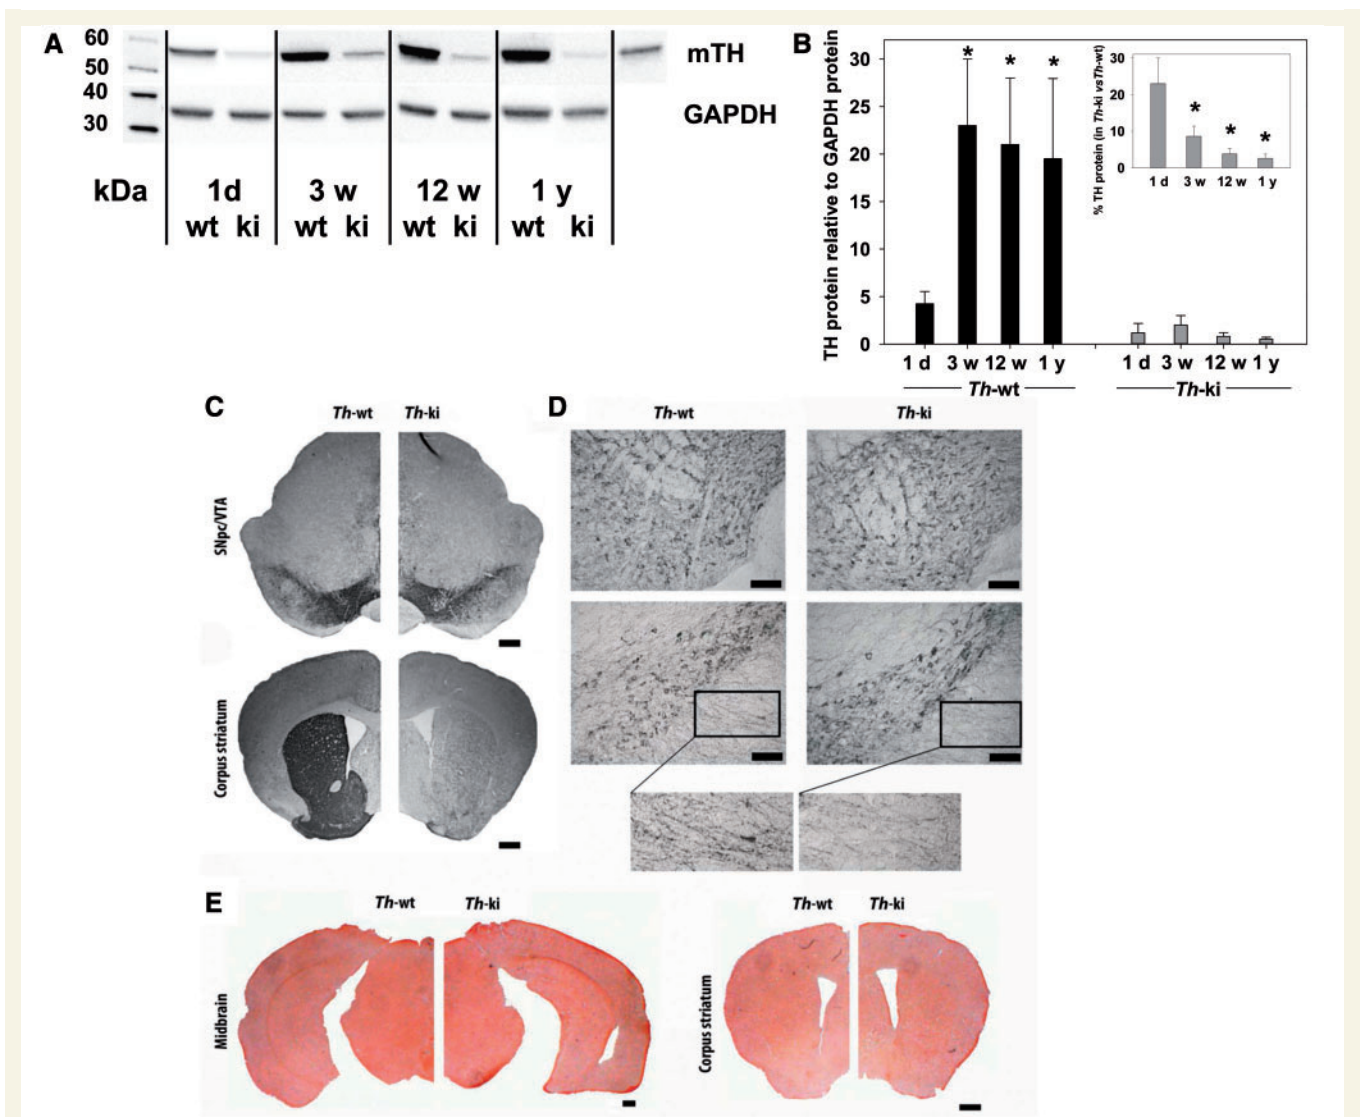 A
60
50
40
30
mTH
GAPDH
kDa
1d 3 w 12 w 1 y
wt ki wt ki wt ki wt ki
B
TH protein relative to GAPDH protein
30
25
20
15
10
5
0
* * *
1 d 3 w 12 w 1 y 1 d 3 w 12 w 1 y
Th-wt Th-ki
% TH protein (in Th-ki vsTh-wt)
30
20
10
0
* * *
1 d 3 w 12 w 1 y
C
Th-wt Th-ki
SNpc/VTA
Corpus striatum
D
Th-wt Th-ki
E
Th-wt Th-ki
Midbrain
Th-wt Th-ki
Corpus striatum